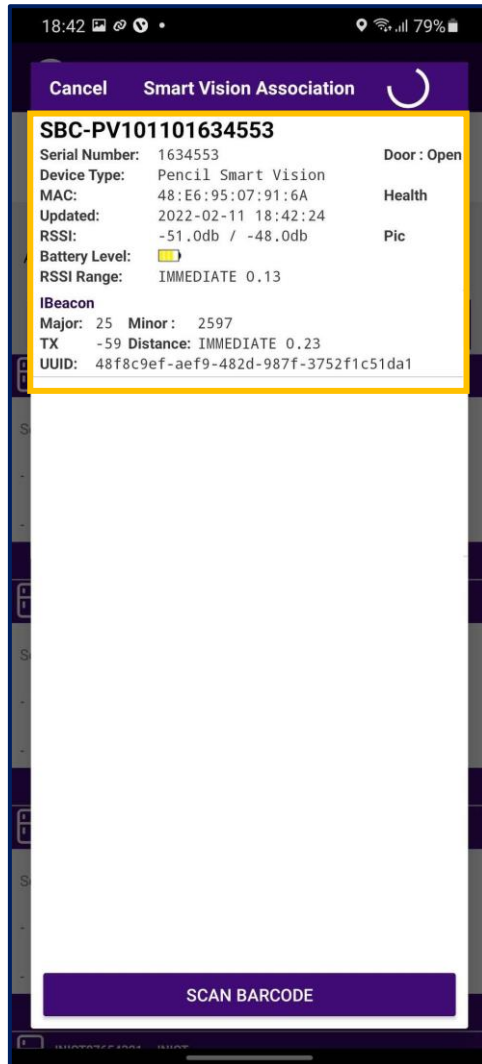 18:42 79%
Cancel Smart Vision Association
SBC-PV101101634553
Serial Number: 1634553 Door : Open
Device Type: Pencil Smart Vision
MAC: 48:E6:95:07:91:6A Health
Updated: 2022-02-11 18:42:24
RSSI: -51.0db / -48.0db Pic
Battery Level:
RSSI Range: IMMEDIATE 0.13
IBeacon
Major: 25 Minor : 2597
TX -59 Distance: IMMEDIATE 0.23
UUID: 48f8c9ef-aef9-482d-987f-3752f1c51da1
SCAN BARCODE